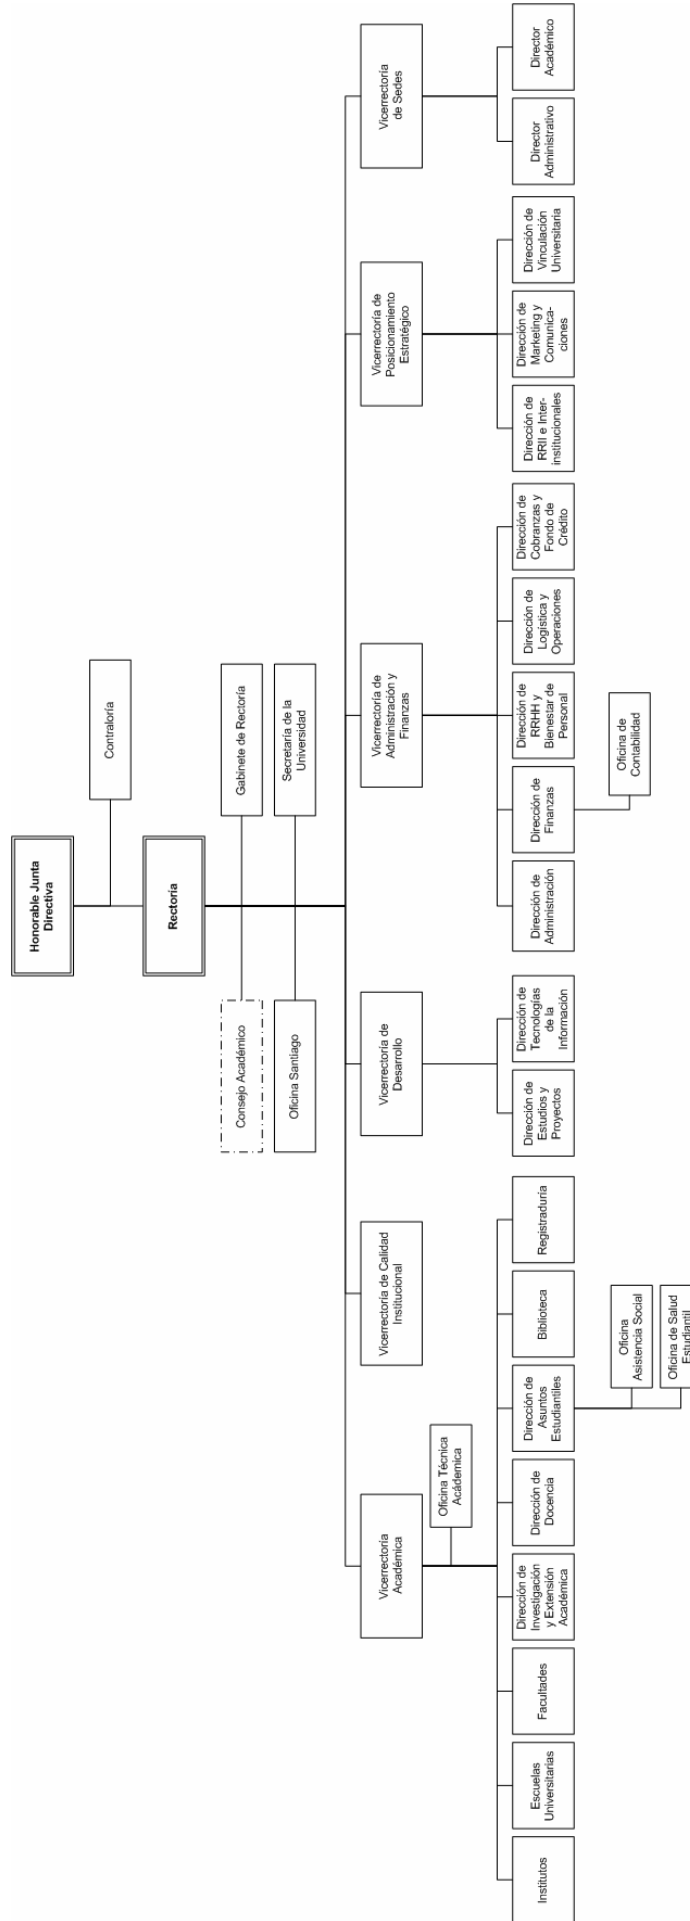 Honorable Junta
Directiva
Contraloría
Rectoría
Consejo Académico
Gabinete de Rectoría
Oficina Santiago
Secretaría de la
Universidad
Vicerrectoría
Académica
Vicerrectoría de Calidad
Institucional
Vicerrectoría de
Desarrollo
Vicerrectoría de
Administración y
Finanzas
Vicerrectoría de
Posicionamiento
Estratégico
Vicerrectoría
de Sedes
Oficina Técnica
Académica
Institutos
Escuelas
Universitarias
Facultades
Dirección de
Investigación
y Extensión
Académica
Dirección de
Docencia
Dirección de
Asuntos
Estudiantiles
Biblioteca
Registraduría
Dirección de
Estudios y
Proyectos
Dirección de
Tecnologías
de la
Información
Dirección de
Administración
Dirección de
Finanzas
Dirección de
RRHH y
Bienestar de
Personal
Dirección de
Logística y
Operaciones
Dirección de
Cobranzas y
Fondo de
Crédito
Dirección de
RRII e Inter-
institucionales
Dirección de
Marketing y
Comunica-
ciones
Dirección de
Vinculación
Universitaria
Director
Administrativo
Director
Académico
Oficina
Asistencia Social
Oficina de Salud
Estudiantil
Oficina de
Contabilidad